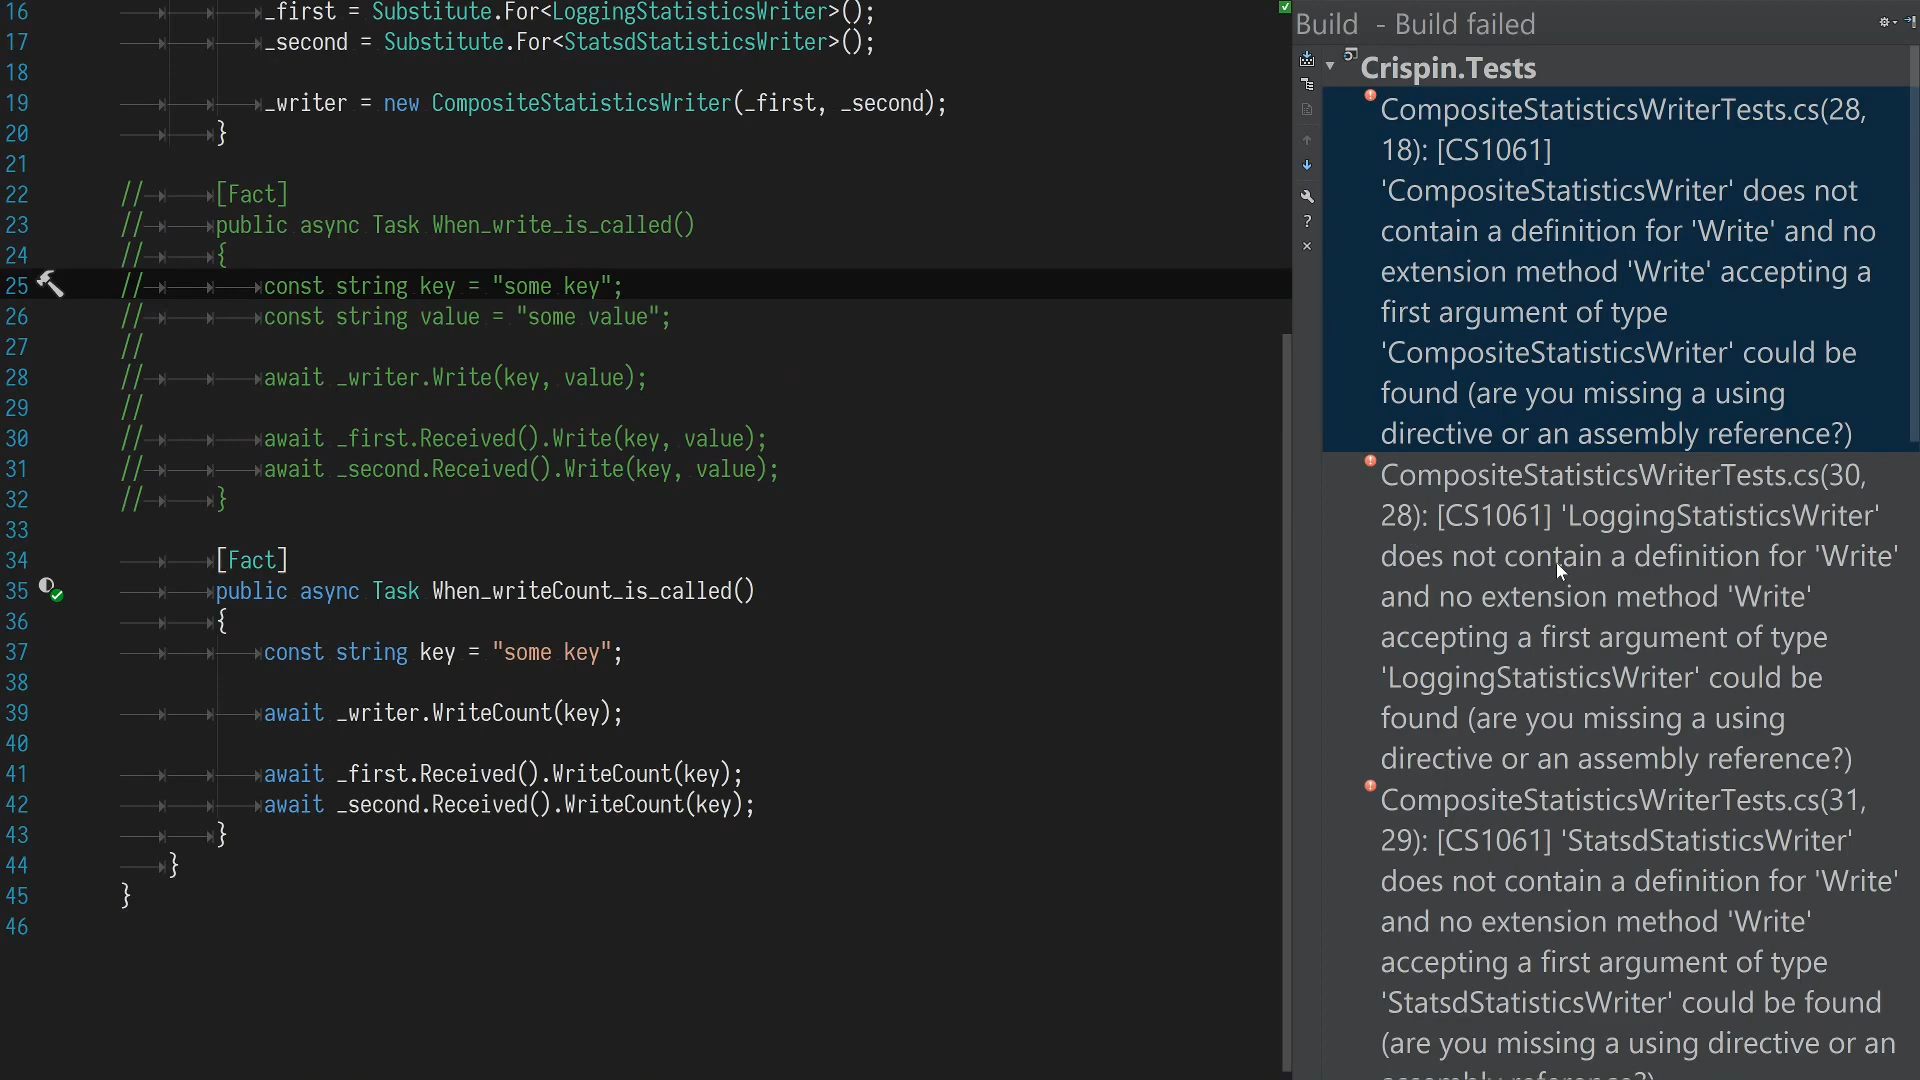 16 _first = Substitute.For<LoggingStatisticsWriter>();
17 _second = Substitute.For<StatsdStatisticsWriter>();
18
19 _writer = new CompositeStatisticsWriter(_first, _second);
20 }
21
22 // [Fact]
23 // public async Task When_write_is_called()
24 // {
25 // const string key = "some key";
26 // const string value = "some value";
27 //
28 // await _writer.Write(key, value);
29 //
30 // await _first.Received().Write(key, value);
31 // await _second.Received().Write(key, value);
32 // }
33
34 [Fact]
35 public async Task When_writeCount_is_called()
36 {
37 const string key = "some key";
38
39 await _writer.WriteCount(key);
40
41 await _first.Received().WriteCount(key);
42 await _second.Received().WriteCount(key);
43 }
44 }
45 }
46
Build - Build failed
Crispin.Tests
CompositeStatisticsWriterTests.cs(28,
18): [CS1061]
'CompositeStatisticsWriter' does not
contain a definition for 'Write' and no
extension method 'Write' accepting a
first argument of type
'CompositeStatisticsWriter' could be
found (are you missing a using
directive or an assembly reference?)
CompositeStatisticsWriterTests.cs(30,
28): [CS1061] 'LoggingStatisticsWriter'
does not contain a definition for 'Write'
and no extension method 'Write'
accepting a first argument of type
'LoggingStatisticsWriter' could be
found (are you missing a using
directive or an assembly reference?)
CompositeStatisticsWriterTests.cs(31,
29): [CS1061] 'StatsdStatisticsWriter'
does not contain a definition for 'Write'
and no extension method 'Write'
accepting a first argument of type
'StatsdStatisticsWriter' could be found
(are you missing a using directive or an
assembly reference?)